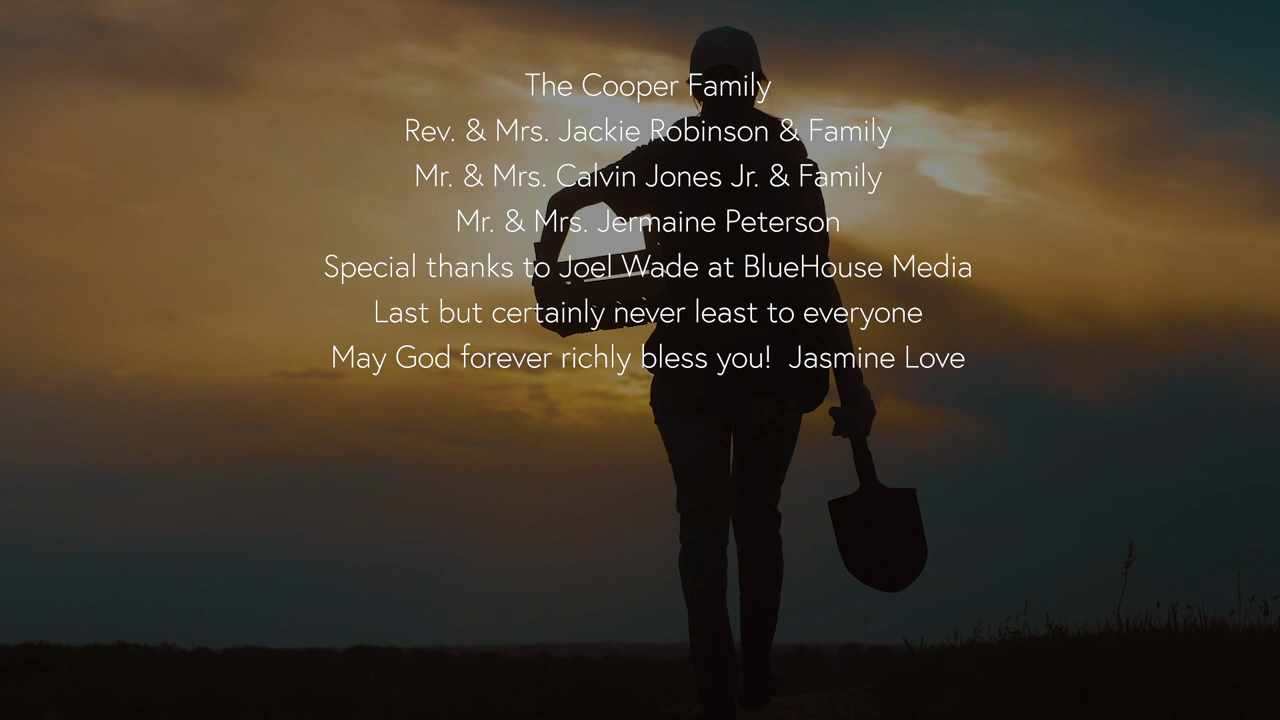 The Cooper Family
Rev. & Mrs. Jackie Robinson & Family
Mr. & Mrs. Calvin Jones Jr. & Family
Mr. & Mrs. Jermaine Peterson
Special thanks to Joel Wade at BlueHouse Media
Last but certainly never least to everyone
May God forever richly bless you!  Jasmine Love